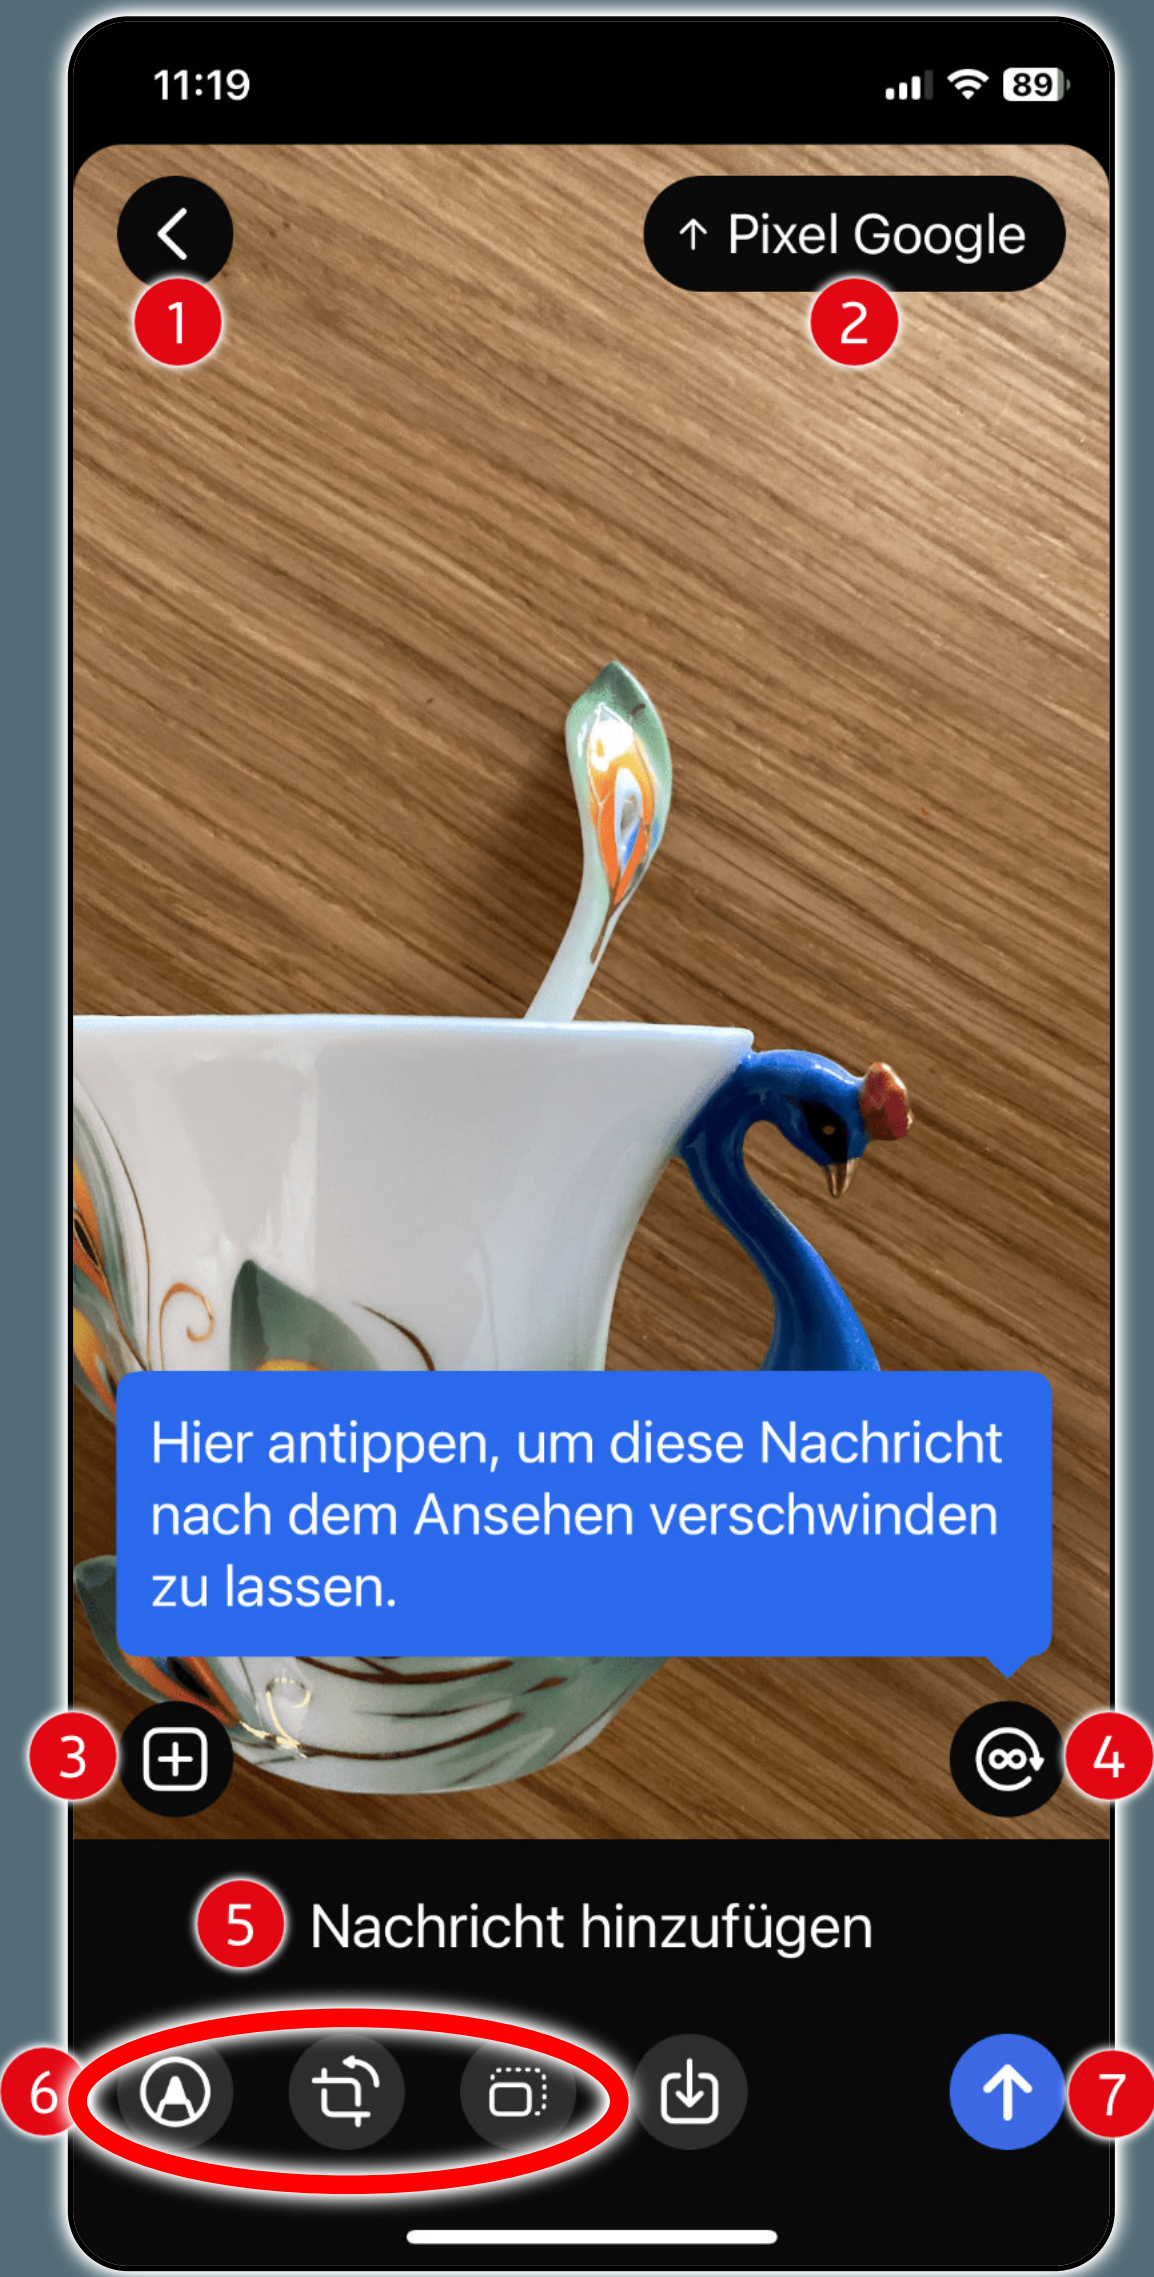 11:19
89
↑ Pixel Google
1
2
Hier antippen, um diese Nachricht
nach dem Ansehen verschwinden
zu lassen.
3
4
5 Nachricht hinzufügen
6
7